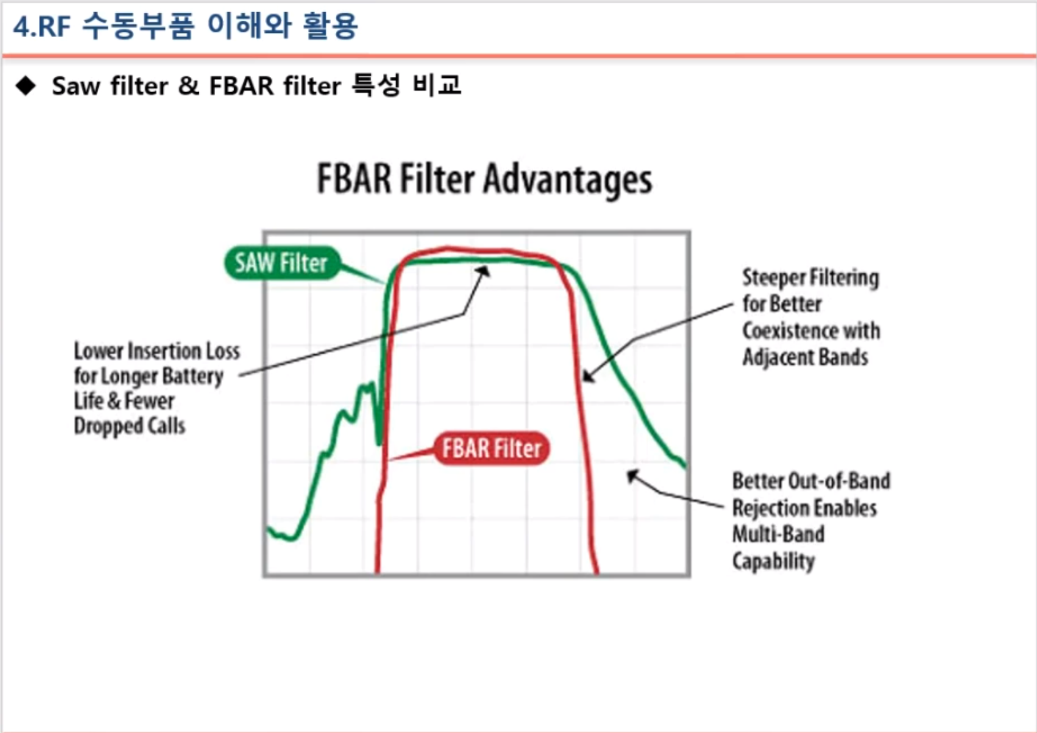 4.RF 수동부품 이해와 활용
◆ Saw filter & FBAR filter 특성 비교
FBAR Filter Advantages
SAW Filter
Steeper Filtering
for Better
Coexistence with
Adjacent Bands
Lower Insertion Loss
for Longer Battery
Life & Fewer
Dropped Calls
FBAR Filter
Better Out-of-Band
Rejection Enables
Multi-Band
Capability